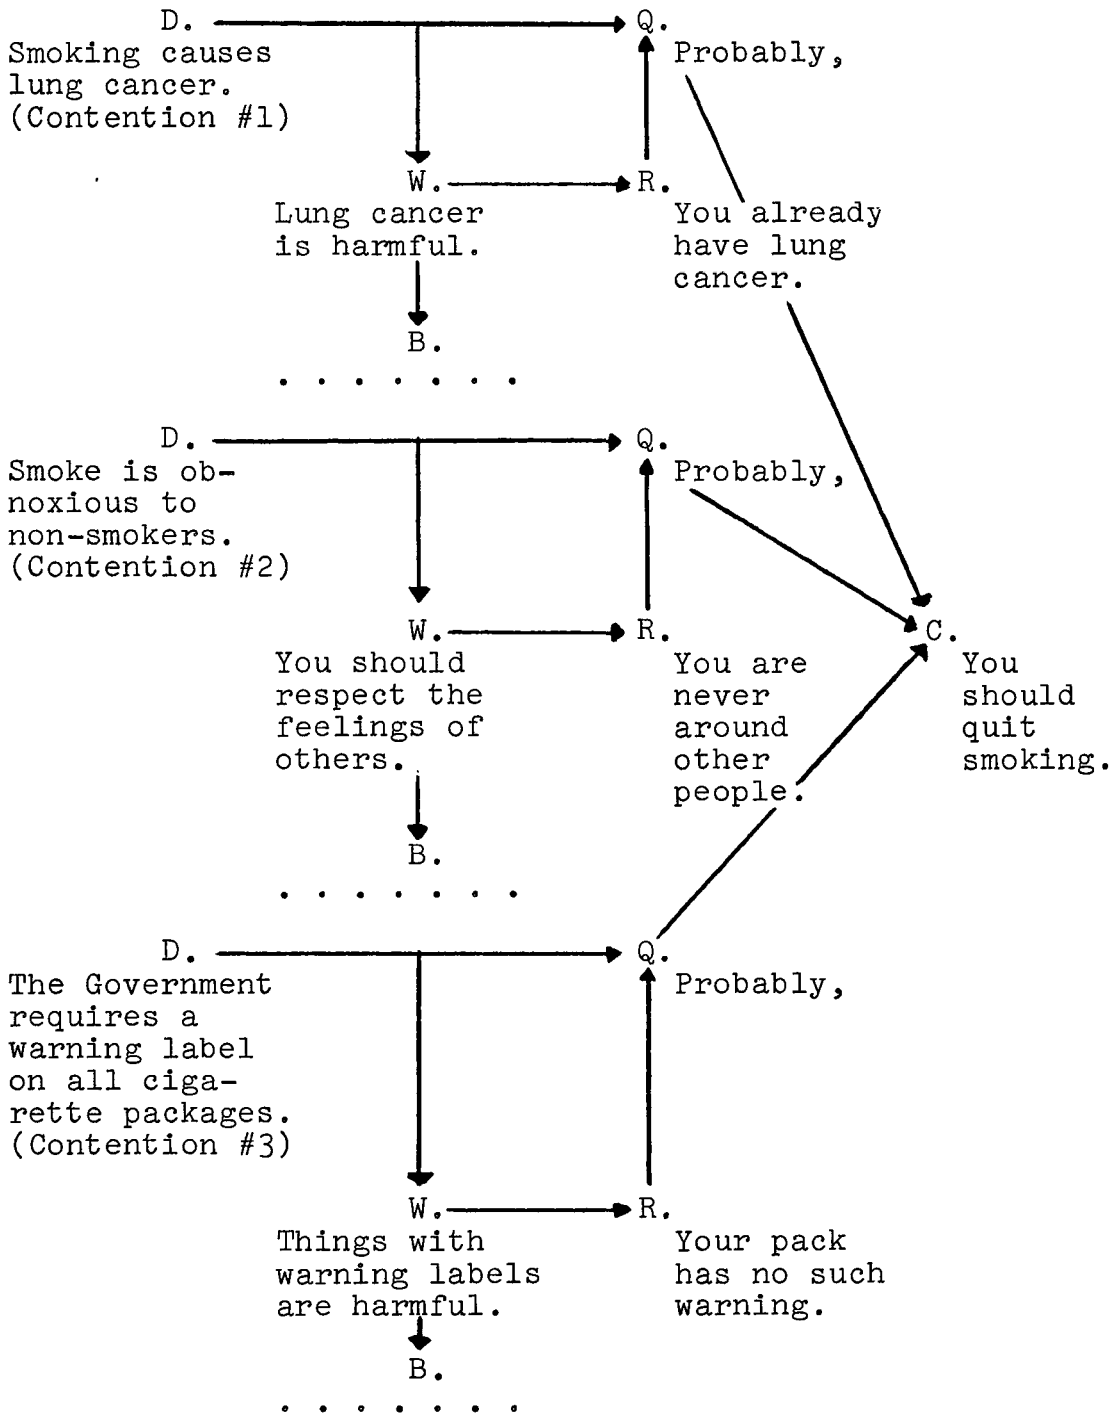 D.
Q.
Smoking causes
lung cancer.
(Contention #1)
Probably,
W.
R.
Lung cancer
is harmful.
You already
have lung
cancer.
B.
. . . . . . .
D.
Q.
Smoke is ob-
noxious to
non-smokers.
(Contention #2)
Probably,
W.
R.
C.
You should
respect the
feelings of
others.
You are
never
around
other
people.
You
should
quit
smoking.
B.
. . . . . . .
D.
Q.
The Government
requires a
warning label
on all ciga-
rette packages.
(Contention #3)
Probably,
W.
R.
Things with
warning labels
are harmful.
Your pack
has no such
warning.
B.
. . . . . . .